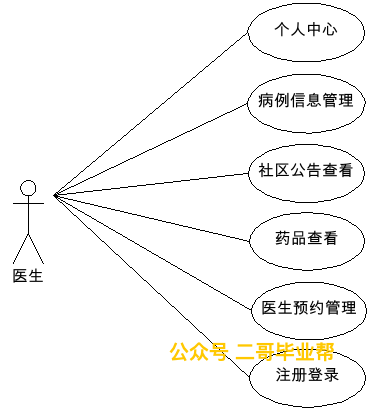 个人中心
病例信息管理
社区公告查看
药品查看
医生
医生预约管理
公众号 二哥毕业帮
注册登录